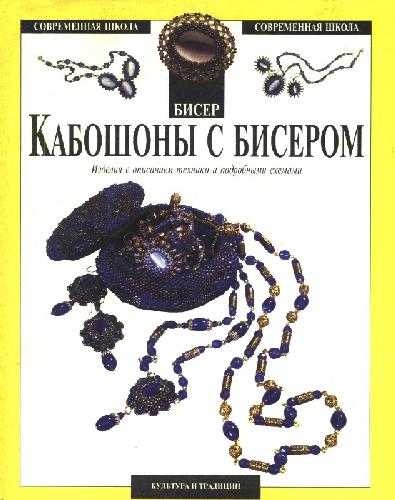 СОВРЕМЕННАЯ ШКОЛА
СОВРЕМЕННАЯ ШКОЛА
БИСЕР
КАБОШОНЫ С БИСЕРОМ
Изделия с описанием техники и подробными схемами
КУЛЬТУРА И ТРАДИЦИИ